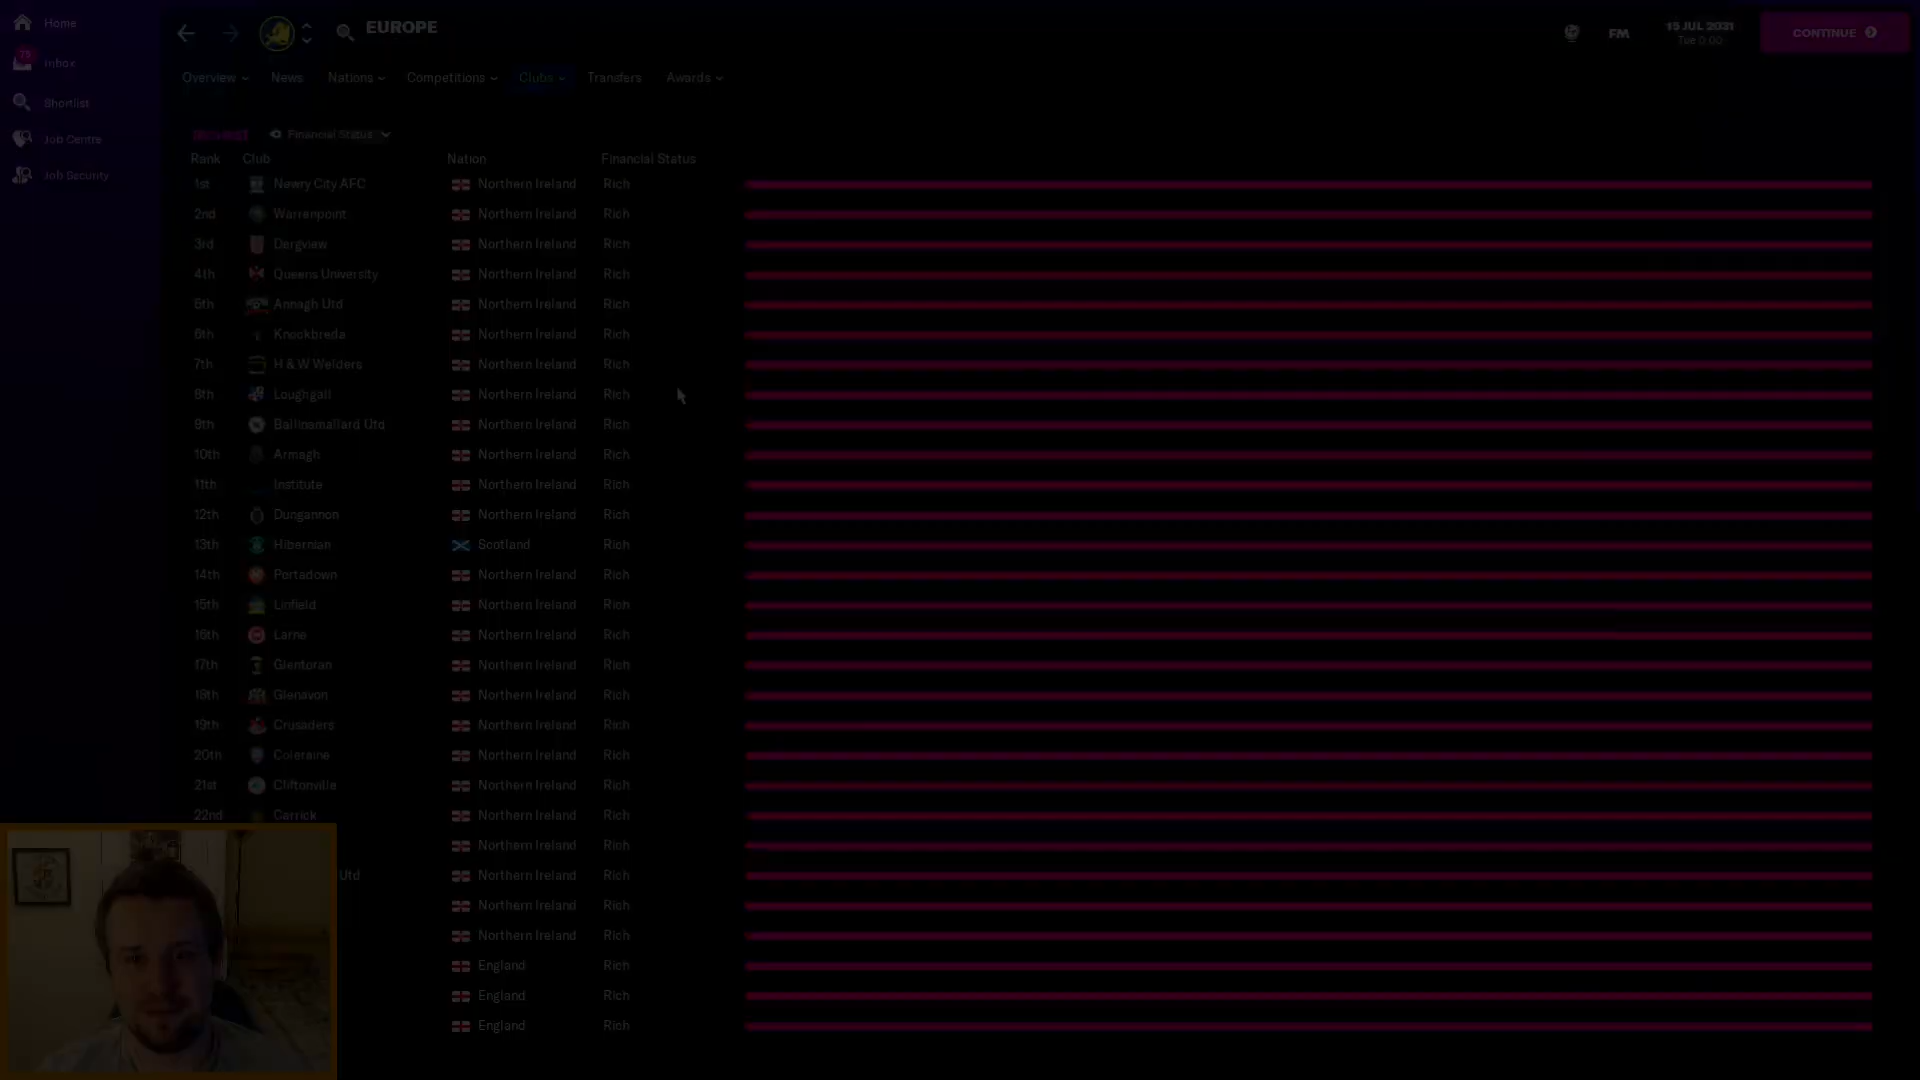 Home
EUROPE
FM
15 JUL 2031
Tue 0:00
CONTINUE
75
Inbox
Overview News Nations Competitions Clubs Transfers Awards
Shortlist
Job Centre
Financial Status
Rank Club Nation Financial Status
Job Security
1st Newry City AFC Northern Ireland Rich
2nd Warrenpoint Northern Ireland Rich
3rd Dergview Northern Ireland Rich
4th Queens University Northern Ireland Rich
5th Annagh Utd Northern Ireland Rich
6th Knockbreda Northern Ireland Rich
7th H & W Welders Northern Ireland Rich
8th Loughgall Northern Ireland Rich
9th Ballinamallard Utd Northern Ireland Rich
10th Armagh Northern Ireland Rich
11th Institute Northern Ireland Rich
12th Dungannon Northern Ireland Rich
13th Hibernian Scotland Rich
14th Portadown Northern Ireland Rich
15th Linfield Northern Ireland Rich
16th Larne Northern Ireland Rich
17th Glentoran Northern Ireland Rich
18th Glenavon Northern Ireland Rich
19th Crusaders Northern Ireland Rich
20th Coleraine Northern Ireland Rich
21st Cliftonville Northern Ireland Rich
22nd Carrick Northern Ireland Rich
Northern Ireland Rich
Utd Northern Ireland Rich
Northern Ireland Rich
Northern Ireland Rich
England Rich
England Rich
England Rich